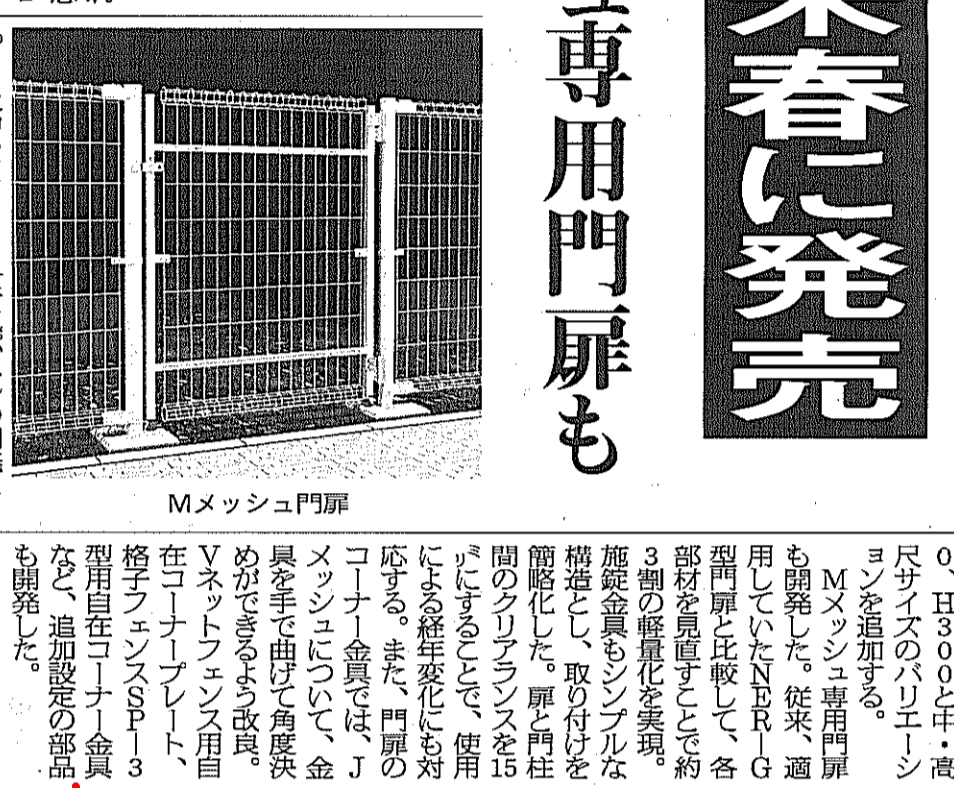 春に発売
専用門扉も
Mメッシュ門扉
0、H300と中・高
尺サイズのバリエーシ
ョンを追加する。
Mメッシュ専用門扉
も開発した。従来、適
用していたNER―G
型門扉と比較して、各
部材を見直すことで約
3割の軽量化を実現。
施錠金具もシンプルな
構造とし、取り付けを
簡略化した。扉と門柱
間のクリアランスを15
㍉にすることで、使用
による経年変化にも対
応する。また、門扉の
コーナー金具では、J
メッシュについて、金
具を手で曲げて角度決
めができるよう改良。
Vネットフェンス用自
在コーナープレート、
格子フェンスSP―3
型用自在コーナー金具
など、追加設定の部品
も開発した。